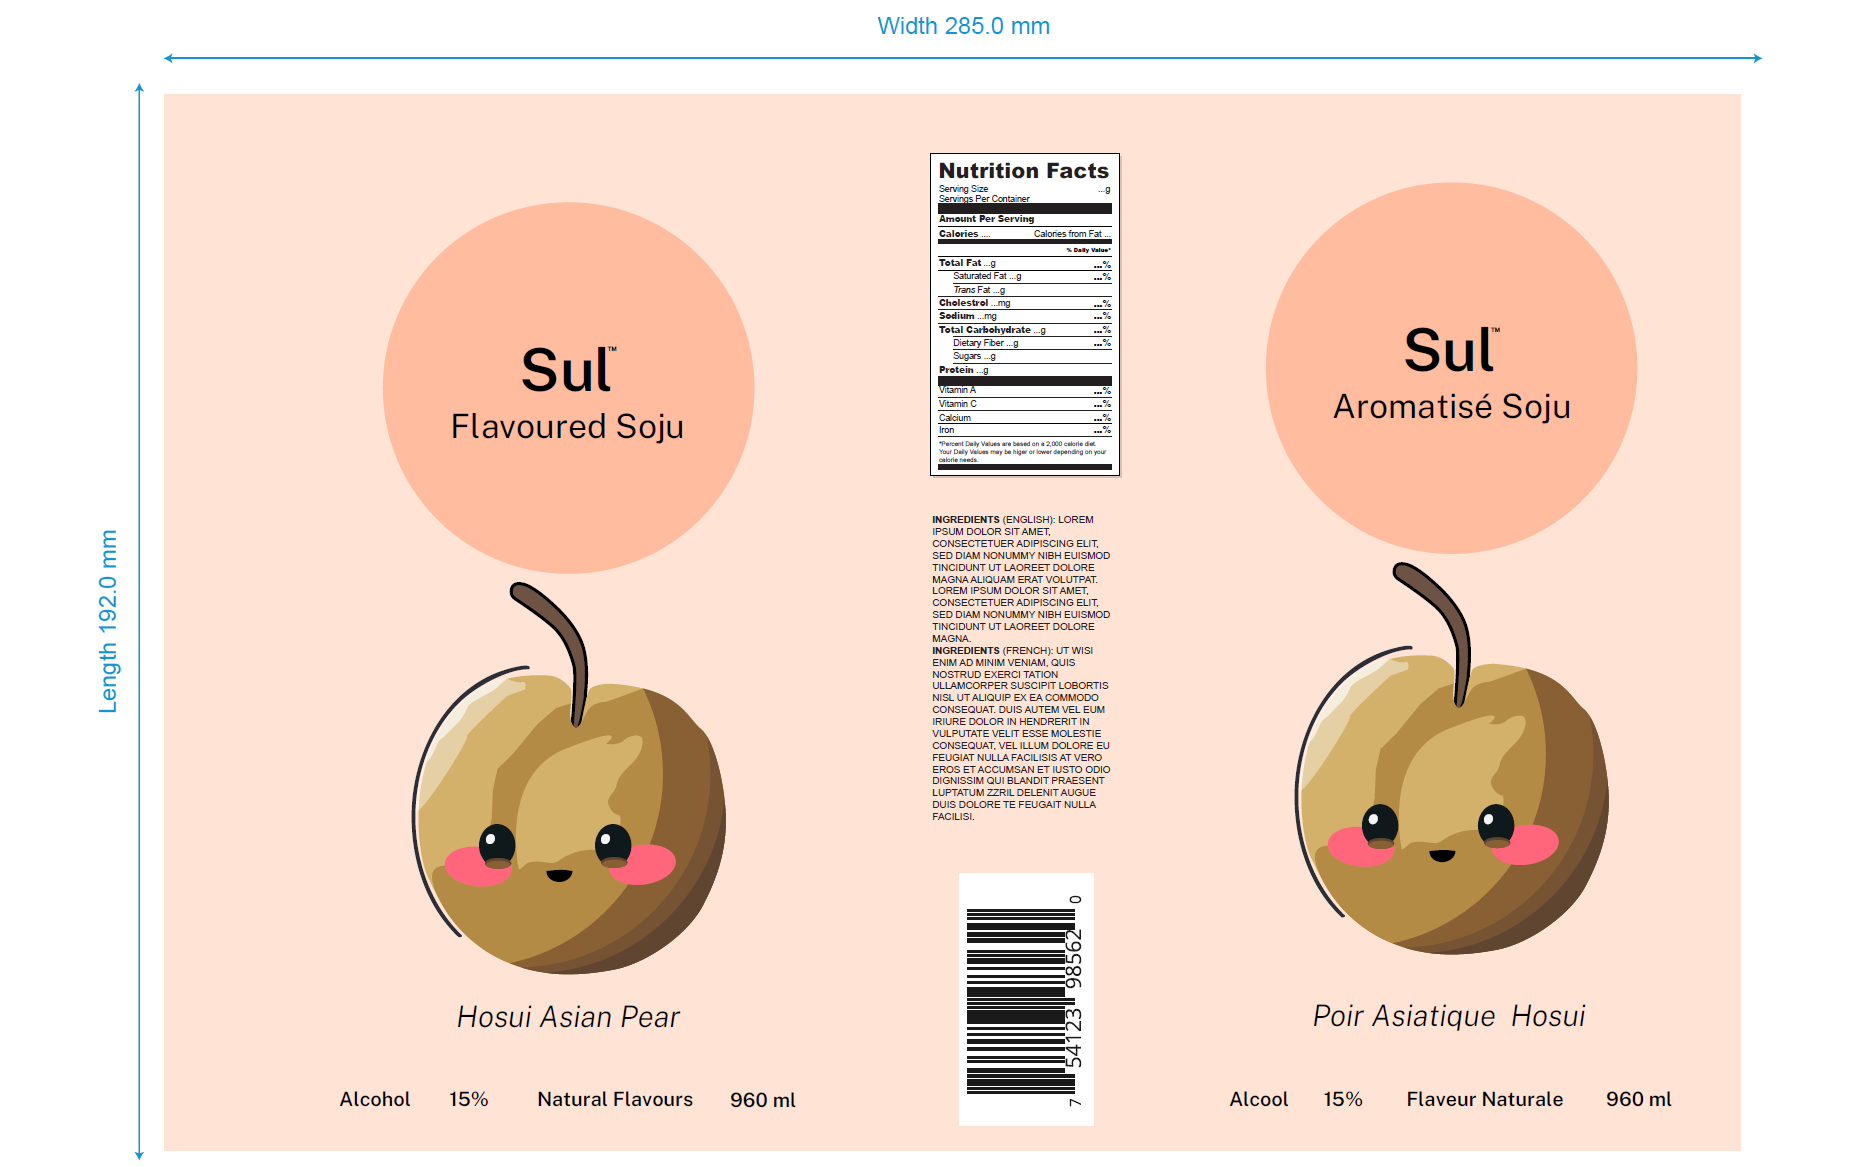 Width 285.0 mm
Length 192.0 mm
Sul™
Flavoured Soju
Hosui Asian Pear
Alcohol 15% Natural Flavours 960 ml
Nutrition Facts
Serving Size ...g
Servings Per Container
Amount Per Serving
Calories .... Calories from Fat ...
% Daily Value*
Total Fat ...g ...%
Saturated Fat ...g ...%
Trans Fat ...g
Cholestrol ...mg ...%
Sodium ...mg ...%
Total Carbohydrate ...g ...%
Dietary Fiber ...g ...%
Sugars ...g
Protein ...g
Vitamin A ...%
Vitamin C ...%
Calcium ...%
Iron ...%
*Percent Daily Values are based on a 2,000 calorie diet.
Your Daily Values may be higer or lower depending on your
calorie needs.
INGREDIENTS (ENGLISH): LOREM
IPSUM DOLOR SIT AMET,
CONSECTETUER ADIPISCING ELIT,
SED DIAM NONUMMY NIBH EUISMOD
TINCIDUNT UT LAOREET DOLORE
MAGNA ALIQUAM ERAT VOLUTPAT.
LOREM IPSUM DOLOR SIT AMET,
CONSECTETUER ADIPISCING ELIT,
SED DIAM NONUMMY NIBH EUISMOD
TINCIDUNT UT LAOREET DOLORE
MAGNA.
INGREDIENTS (FRENCH): UT WISI
ENIM AD MINIM VENIAM, QUIS
NOSTRUD EXERCI TATION
ULLAMCORPER SUSCIPIT LOBORTIS
NISL UT ALIQUIP EX EA COMMODO
CONSEQUAT. DUIS AUTEM VEL EUM
IRIURE DOLOR IN HENDRERIT IN
VULPUTATE VELIT ESSE MOLESTIE
CONSEQUAT, VEL ILLUM DOLORE EU
FEUGIAT NULLA FACILISIS AT VERO
EROS ET ACCUMSAN ET IUSTO ODIO
DIGNISSIM QUI BLANDIT PRAESENT
LUPTATUM ZZRIL DELENIT AUGUE
DUIS DOLORE TE FEUGAIT NULLA
FACILISI.
7 54123 98562 0
Sul™
Aromatisé Soju
Poir Asiatique Hosui
Alcool 15% Flaveur Naturale 960 ml